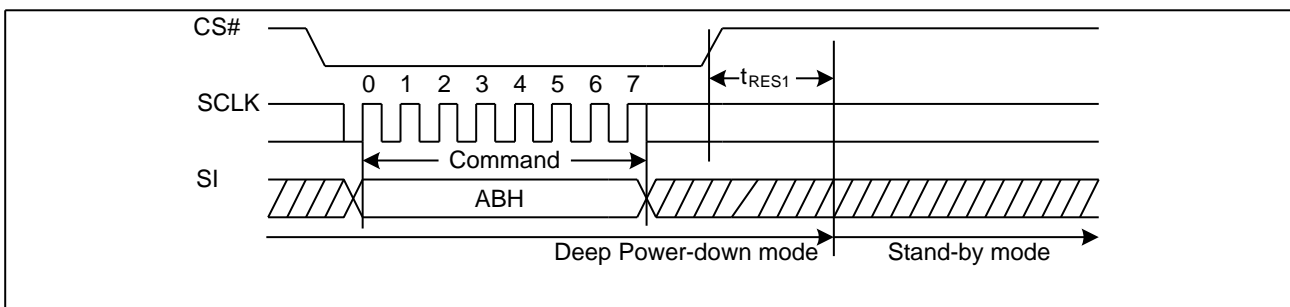 CS#
tRES1
0 1 2 3 4 5 6 7
SCLK
Command
SI
ABH
Deep Power-down mode Stand-by mode